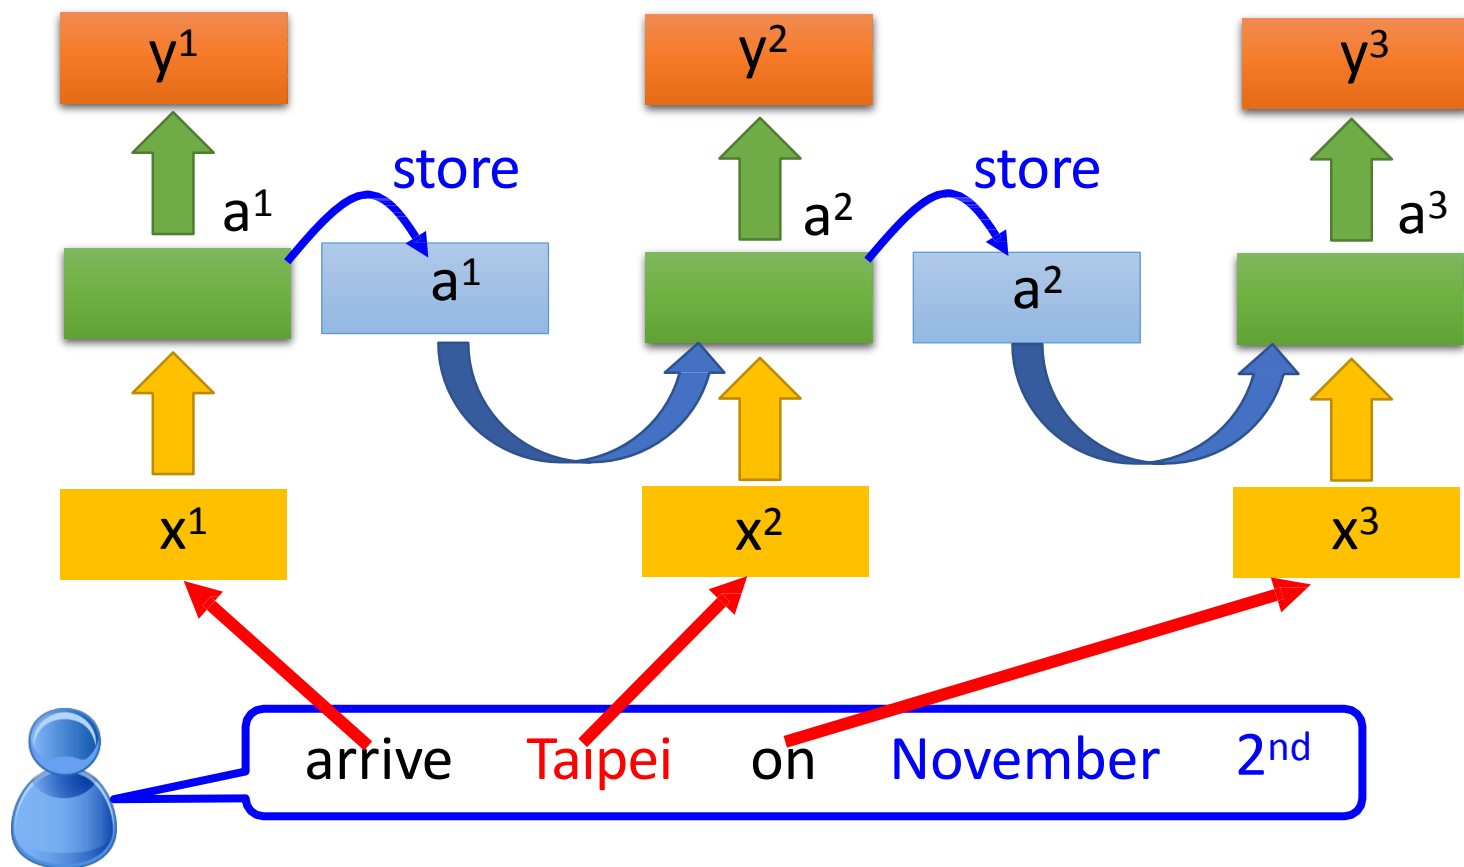 y¹ y² y³
store store
a¹ a² a³
a¹ a²
x¹ x² x³
arrive Taipei on November 2ⁿᵈ